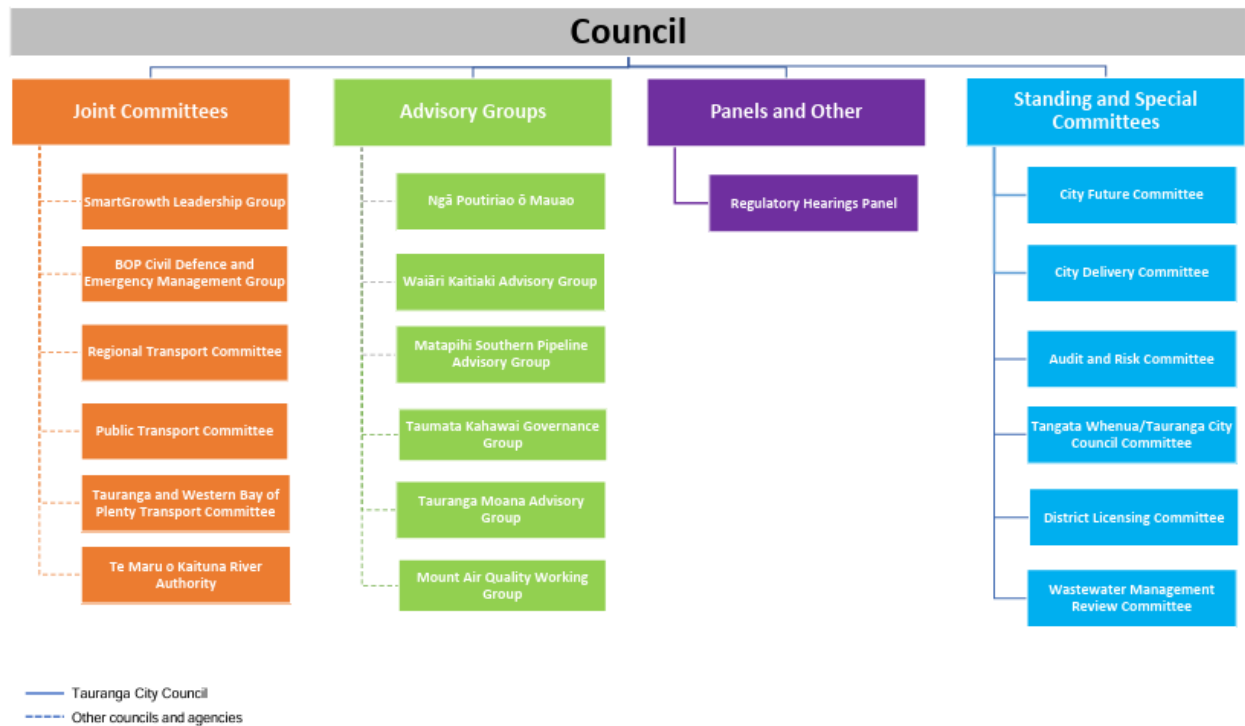 Council
Joint Committees
SmartGrowth Leadership Group
BOP Civil Defence and
Emergency Management Group
Regional Transport Committee
Public Transport Committee
Tauranga and Western Bay of
Plenty Transport Committee
Te Maru o Kaituna River
Authority
Advisory Groups
Ngā Poutiriao ō Mauao
Waiāri Kaitiaki Advisory Group
Matapihi Southern Pipeline
Advisory Group
Taumata Kahawai Governance
Group
Tauranga Moana Advisory
Group
Mount Air Quality Working
Group
Panels and Other
Regulatory Hearings Panel
Standing and Special
Committees
City Future Committee
City Delivery Committee
Audit and Risk Committee
Tangata Whenua/Tauranga City
Council Committee
District Licensing Committee
Wastewater Management
Review Committee
Tauranga City Council
Other councils and agencies